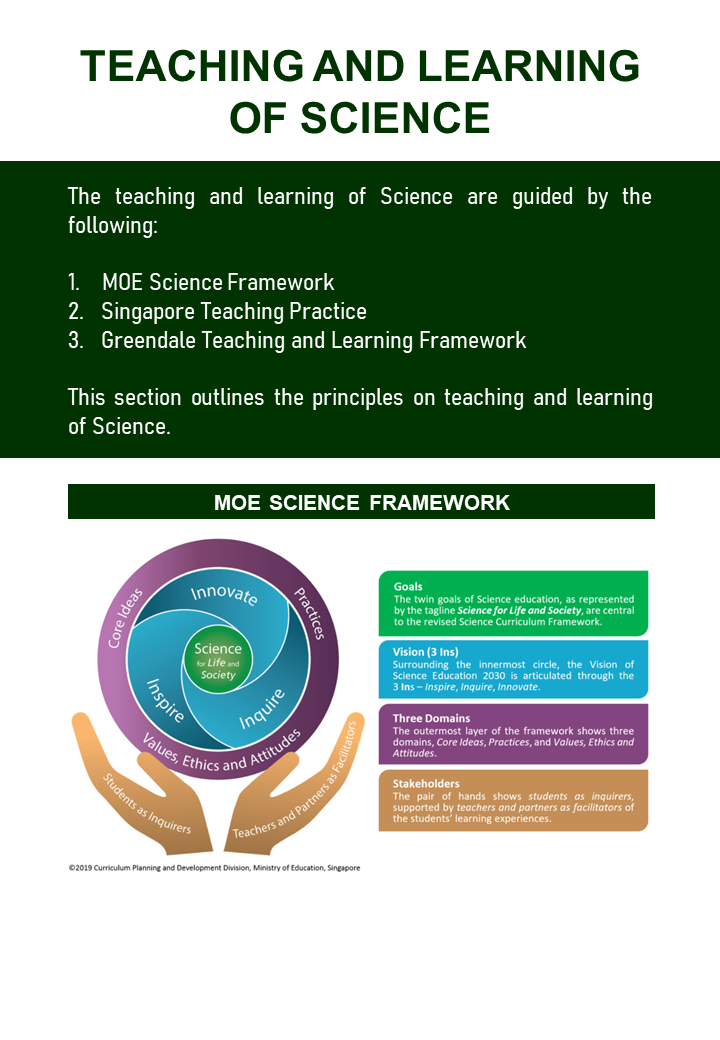 TEACHING AND LEARNING
OF SCIENCE
The teaching and learning of Science are guided by the
following:
1. MOE Science Framework
2. Singapore Teaching Practice
3. Greendale Teaching and Learning Framework
This section outlines the principles on teaching and learning
of Science.
MOE SCIENCE FRAMEWORK
Core Ideas
Practices
Values, Ethics and Attitudes
Innovate
Inspire
Inquire
Science
for Life and
Society
Students as Inquirers
Teachers and Partners as Facilitators
©2019 Curriculum Planning and Development Division, Ministry of Education, Singapore
Goals
The twin goals of Science education, as represented
by the tagline Science for Life and Society, are central
to the revised Science Curriculum Framework.
Vision (3 Ins)
Surrounding the innermost circle, the Vision of
Science Education 2030 is articulated through the
3 Ins – Inspire, Inquire, Innovate.
Three Domains
The outermost layer of the framework shows three
domains, Core Ideas, Practices, and Values, Ethics and
Attitudes.
Stakeholders
The pair of hands shows students as inquirers,
supported by teachers and partners as facilitators of
the students’ learning experiences.